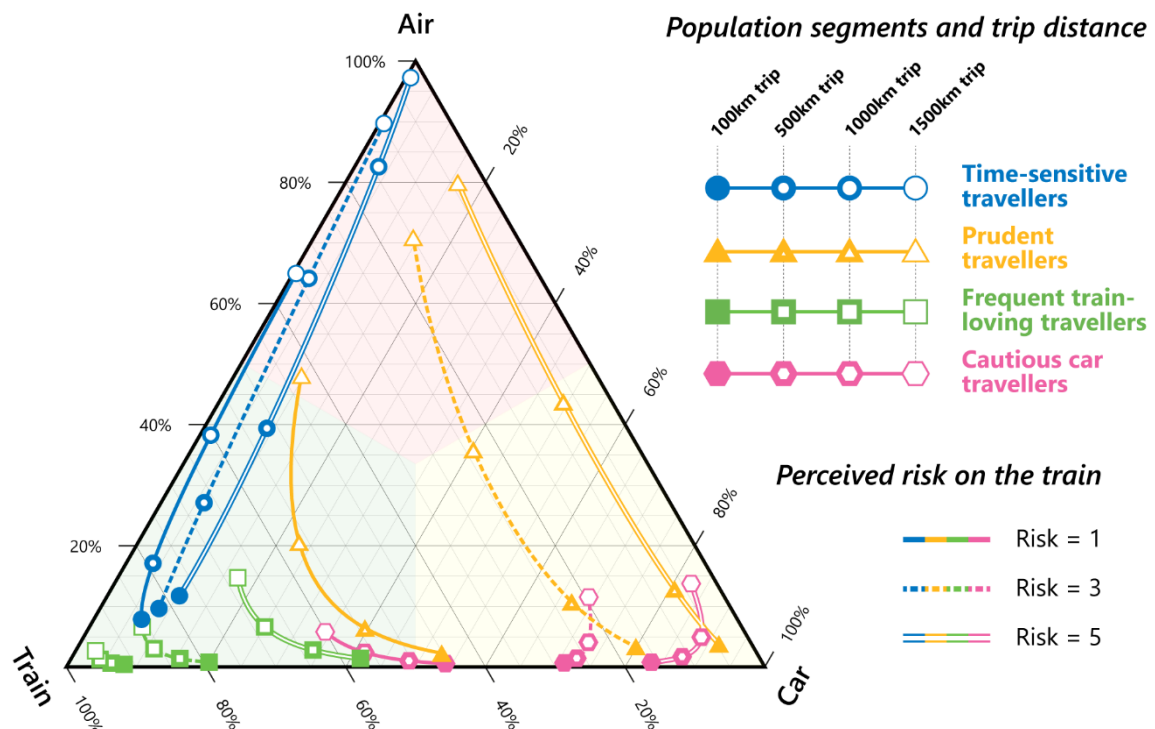 Air
Population segments and trip distance
100km trip
500km trip
1000km trip
1500km trip
Time-sensitive
travellers
Prudent
travellers
Frequent train-
loving travellers
Cautious car
travellers
Perceived risk on the train
Risk = 1
Risk = 3
Risk = 5
100%
80%
60%
40%
20%
20%
40%
60%
80%
100%
Train
Car
100%
80%
60%
40%
20%